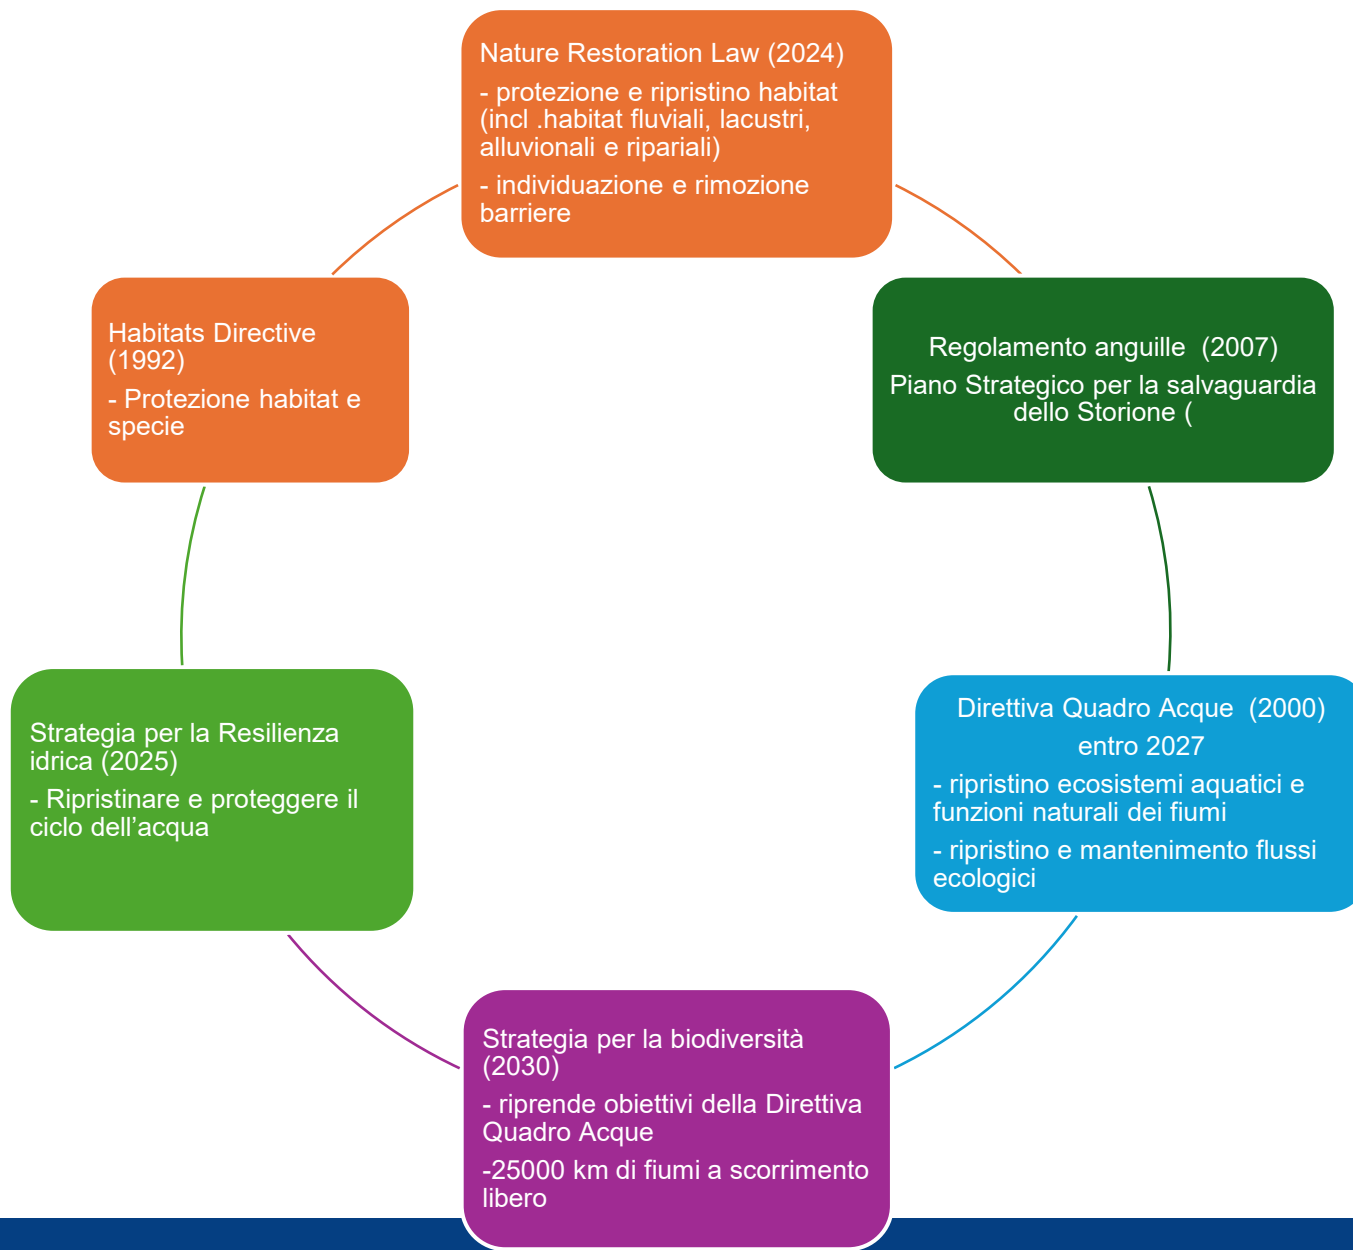 Nature Restoration Law (2024)
- protezione e ripristino habitat
(incl .habitat fluviali, lacustri,
alluvionali e ripariali)
- individuazione e rimozione
barriere
Regolamento anguille  (2007)
Piano Strategico per la salvaguardia
dello Storione (
Direttiva Quadro Acque  (2000)
entro 2027
- ripristino ecosistemi aquatici e
funzioni naturali dei fiumi
- ripristino e mantenimento flussi
ecologici
Strategia per la biodiversità
(2030)
- riprende obiettivi della Direttiva
Quadro Acque
-25000 km di fiumi a scorrimento
libero
Strategia per la Resilienza
idrica (2025)
- Ripristinare e proteggere il
ciclo dell’acqua
Habitats Directive
(1992)
- Protezione habitat e
specie